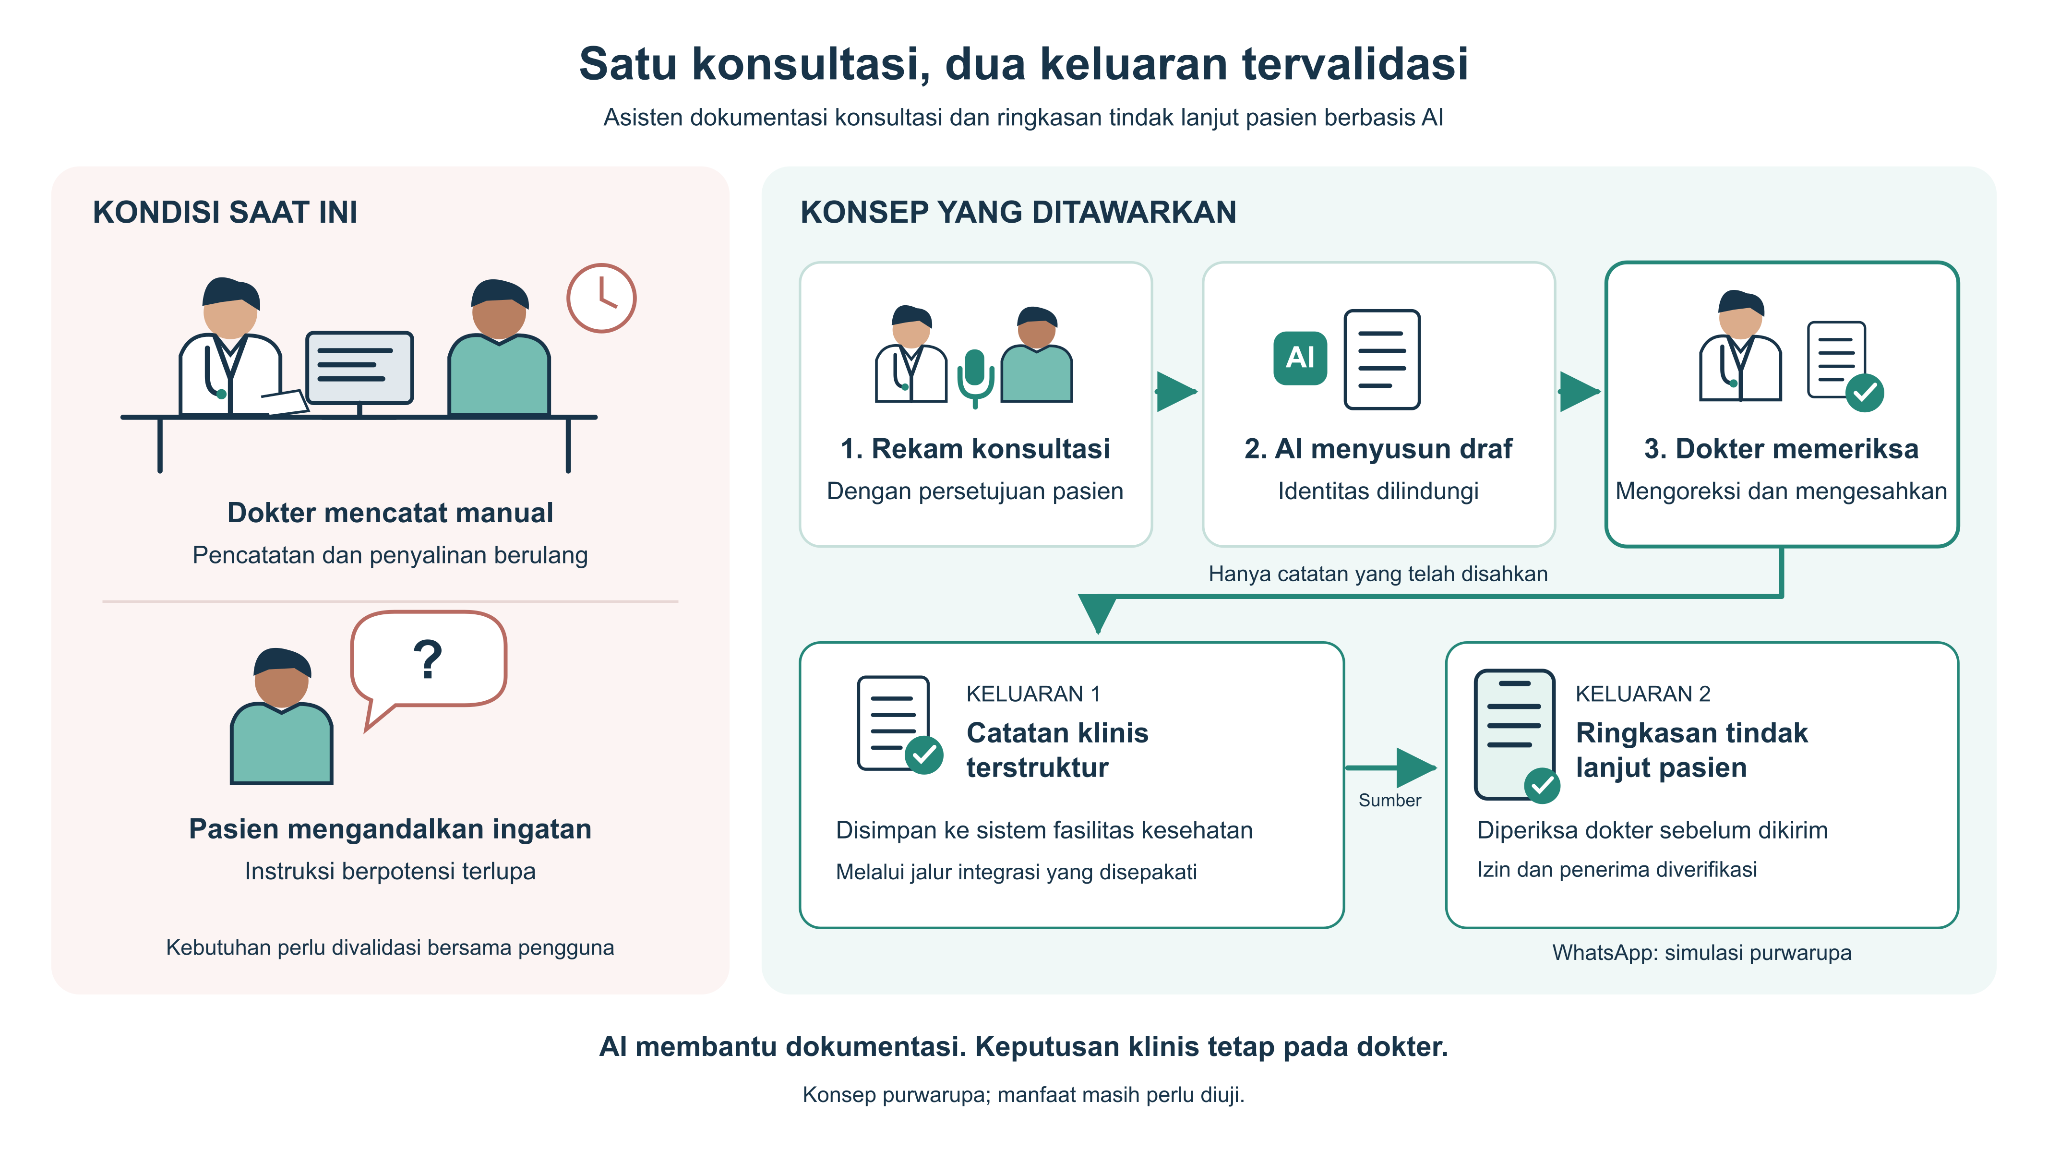 Satu konsultasi, dua keluaran tervalidasi
Asisten dokumentasi konsultasi dan ringkasan tindak lanjut pasien berbasis AI
KONDISI SAAT INI
Dokter mencatat manual
Pencatatan dan penyalinan berulang
?
Pasien mengandalkan ingatan
Instruksi berpotensi terlupa
Kebutuhan perlu divalidasi bersama pengguna
KONSEP YANG DITAWARKAN
1. Rekam konsultasi
Dengan persetujuan pasien
AI
2. AI menyusun draf
Identitas dilindungi
3. Dokter memeriksa
Mengoreksi dan mengesahkan
Hanya catatan yang telah disahkan
KELUARAN 1
Catatan klinis
terstruktur
Disimpan ke sistem fasilitas kesehatan
Melalui jalur integrasi yang disepakati
Sumber
KELUARAN 2
Ringkasan tindak
lanjut pasien
Diperiksa dokter sebelum dikirim
Izin dan penerima diverifikasi
WhatsApp: simulasi purwarupa
AI membantu dokumentasi. Keputusan klinis tetap pada dokter.
Konsep purwarupa; manfaat masih perlu diuji.